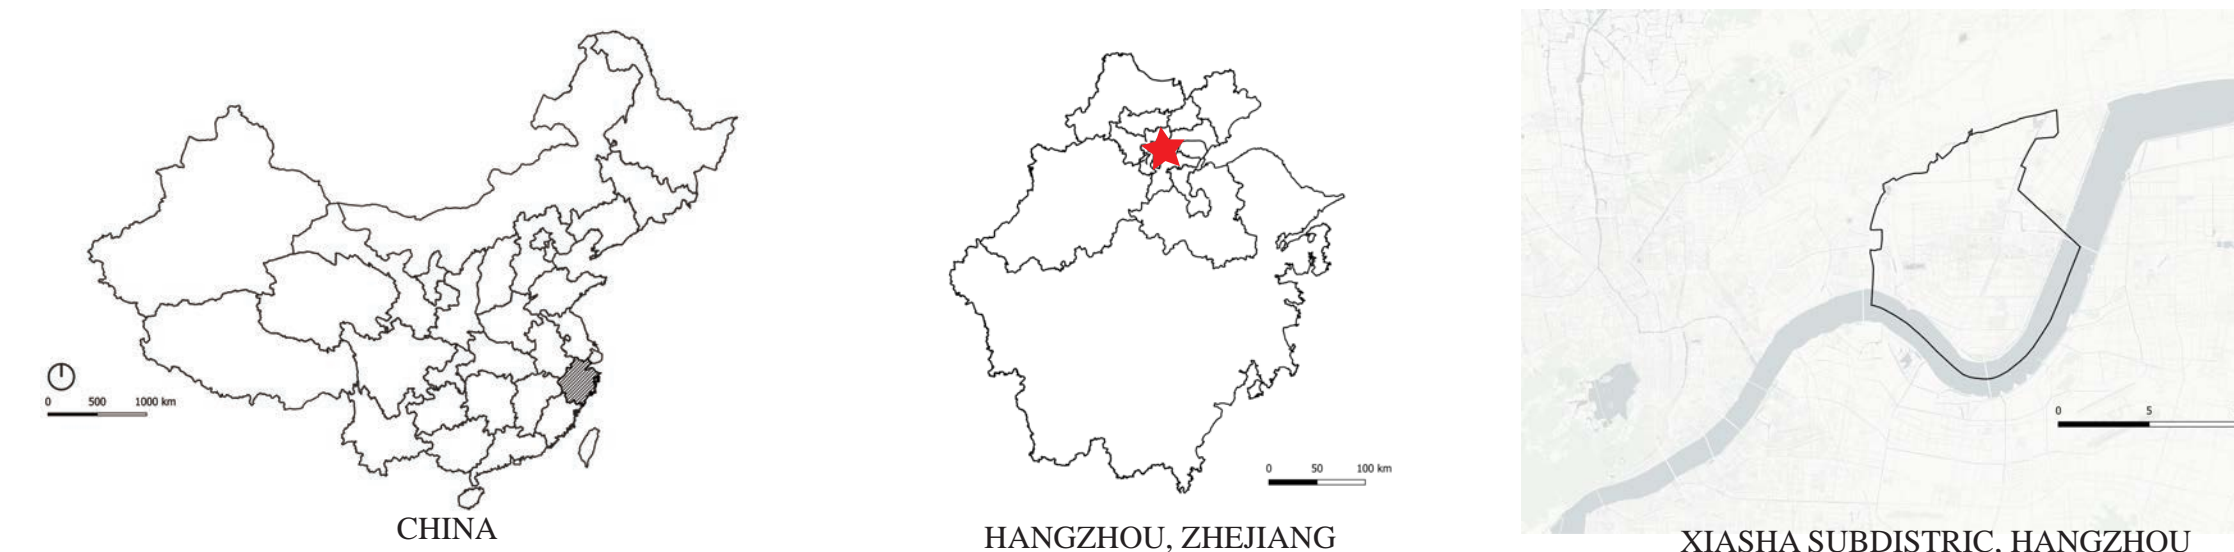 0 500 1000 km
CHINA
0 50 100 km
HANGZHOU, ZHEJIANG
0 5
XIASHA SUBDISTRIC, HANGZHOU